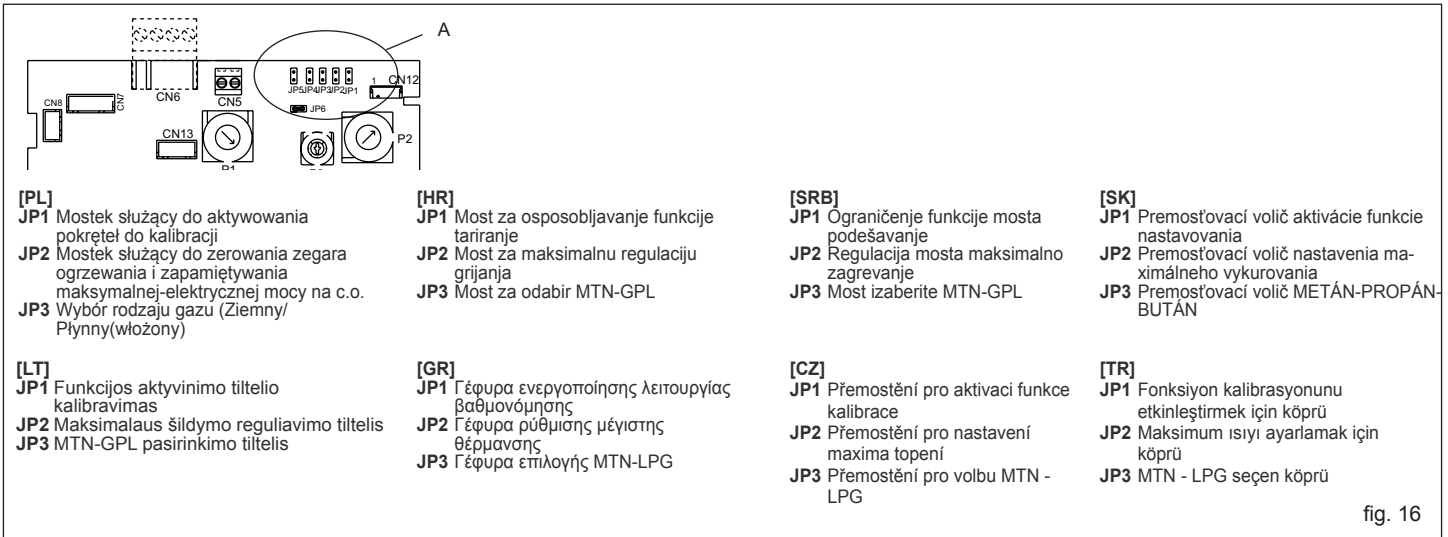 A
JP5JP4JP3JP2JP1
1 CN12
CN8
CN7
CN6
CN5
JP6
CN13
P2
[PL]
JP1 Mostek służący do aktywowania
pokręteł do kalibracji
JP2 Mostek służący do zerowania zegara
ogrzewania i zapamiętywania
maksymalnej-elektrycznej mocy na c.o.
JP3 Wybór rodzaju gazu (Ziemny/
Płynny(włożony)
[HR]
JP1 Most za osposobljavanje funkcije
tariranje
JP2 Most za maksimalnu regulaciju
grijanja
JP3 Most za odabir MTN-GPL
[SRB]
JP1 Ograničenje funkcije mosta
podešavanje
JP2 Regulacija mosta maksimalno
zagrevanje
JP3 Most izaberite MTN-GPL
[SK]
JP1 Premosťovací volič aktivácie funkcie
nastavovania
JP2 Premosťovací volič nastavenia ma-
ximálneho vykurovania
JP3 Premosťovací volič METÁN-PROPÁN-
BUTÁN
[LT]
JP1 Funkcijos aktyvinimo tiltelio
kalibravimas
JP2 Maksimalaus šildymo reguliavimo tiltelis
JP3 MTN-GPL pasirinkimo tiltelis
[GR]
JP1 Γέφυρα ενεργοποίησης λειτουργίας
βαθμονόμησης
JP2 Γέφυρα ρύθμισης μέγιστης
θέρμανσης
JP3 Γέφυρα επιλογής MTN-LPG
[CZ]
JP1 Přemostění pro aktivaci funkce
kalibrace
JP2 Přemostění pro nastavení
maxima topení
JP3 Přemostění pro volbu MTN -
LPG
[TR]
JP1 Fonksiyon kalibrasyonunu
etkinleştirmek için köprü
JP2 Maksimum ısıyı ayarlamak için
köprü
JP3 MTN - LPG seçen köprü
fig. 16